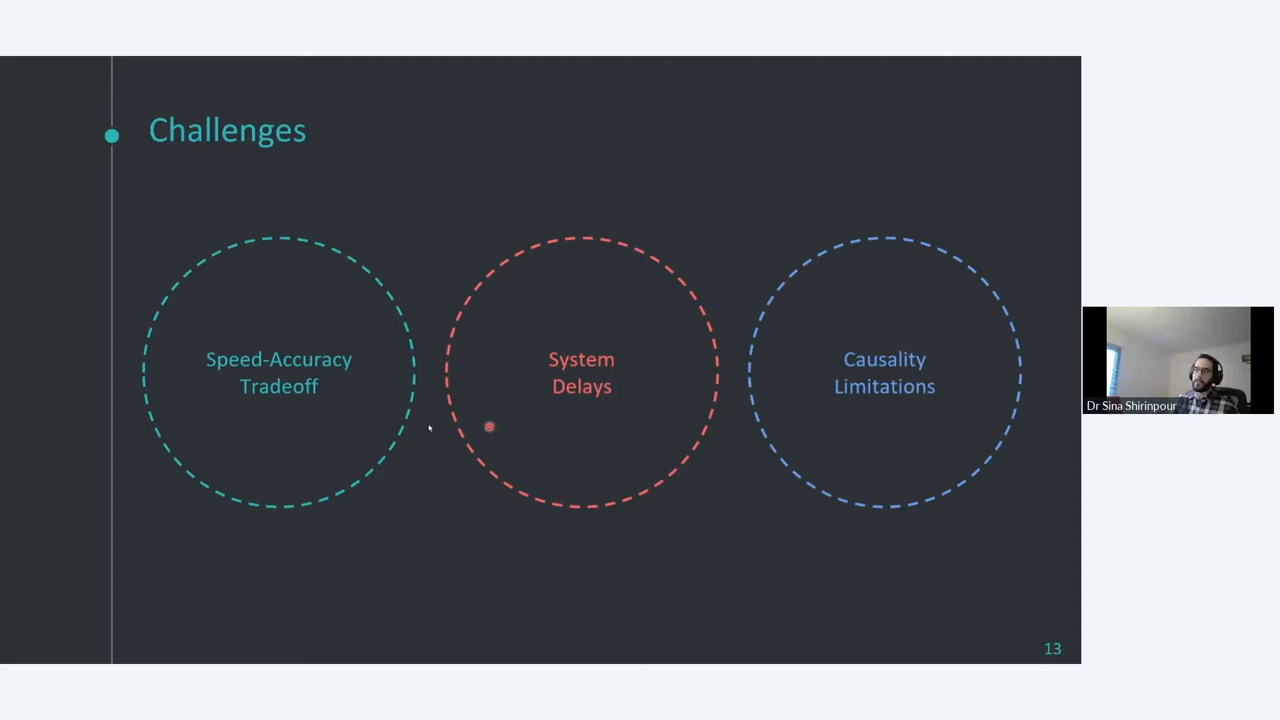 Challenges
Speed-Accuracy
Tradeoff
System
Delays
Causality
Limitations
Dr Sina Shirinpour
13